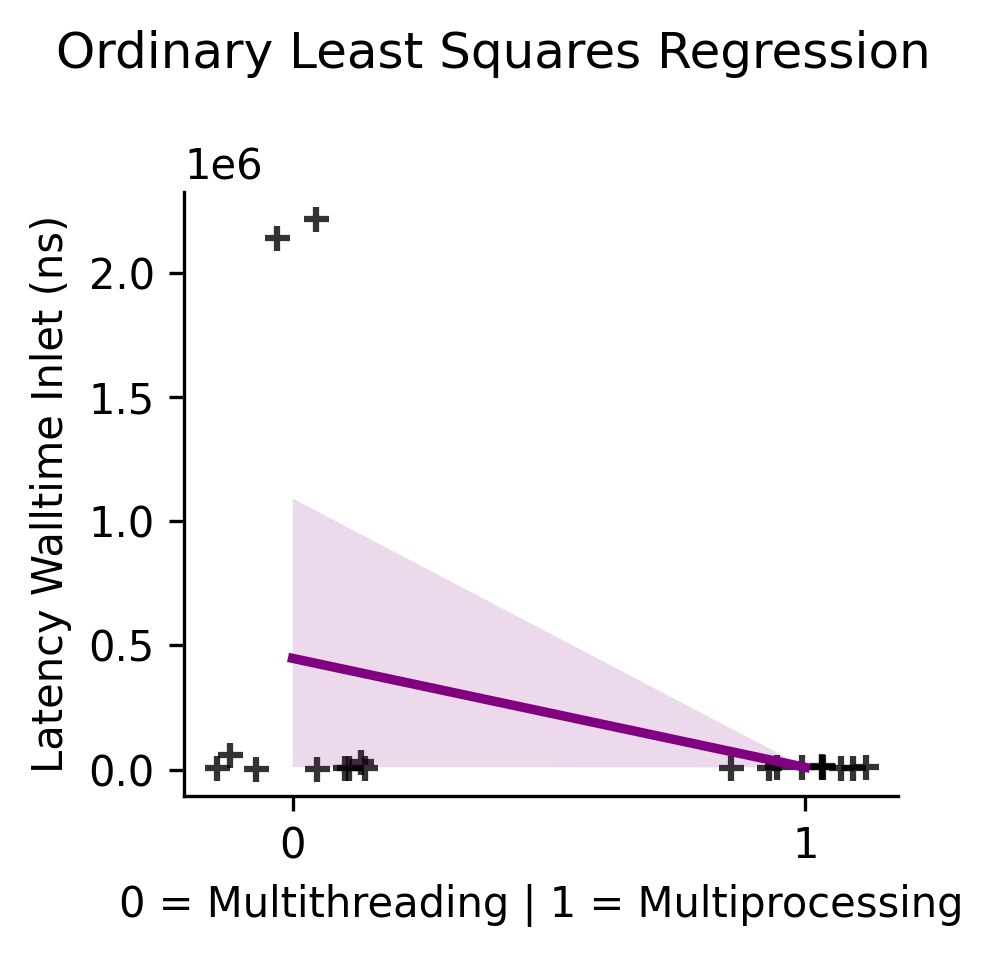 Ordinary Least Squares Regression
1e6
Latency Walltime Inlet (ns)
2.0
1.5
1.0
0.5
0.0
0
1
0 = Multithreading | 1 = Multiprocessing